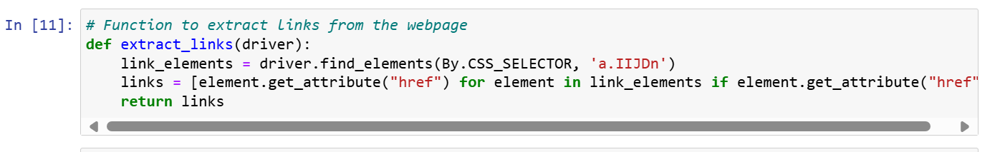 In [11]: # Function to extract links from the webpage
def extract_links(driver):
    link_elements = driver.find_elements(By.CSS_SELECTOR, 'a.IIJDn')
    links = [element.get_attribute("href") for element in link_elements if element.get_attribute("href"
    return links